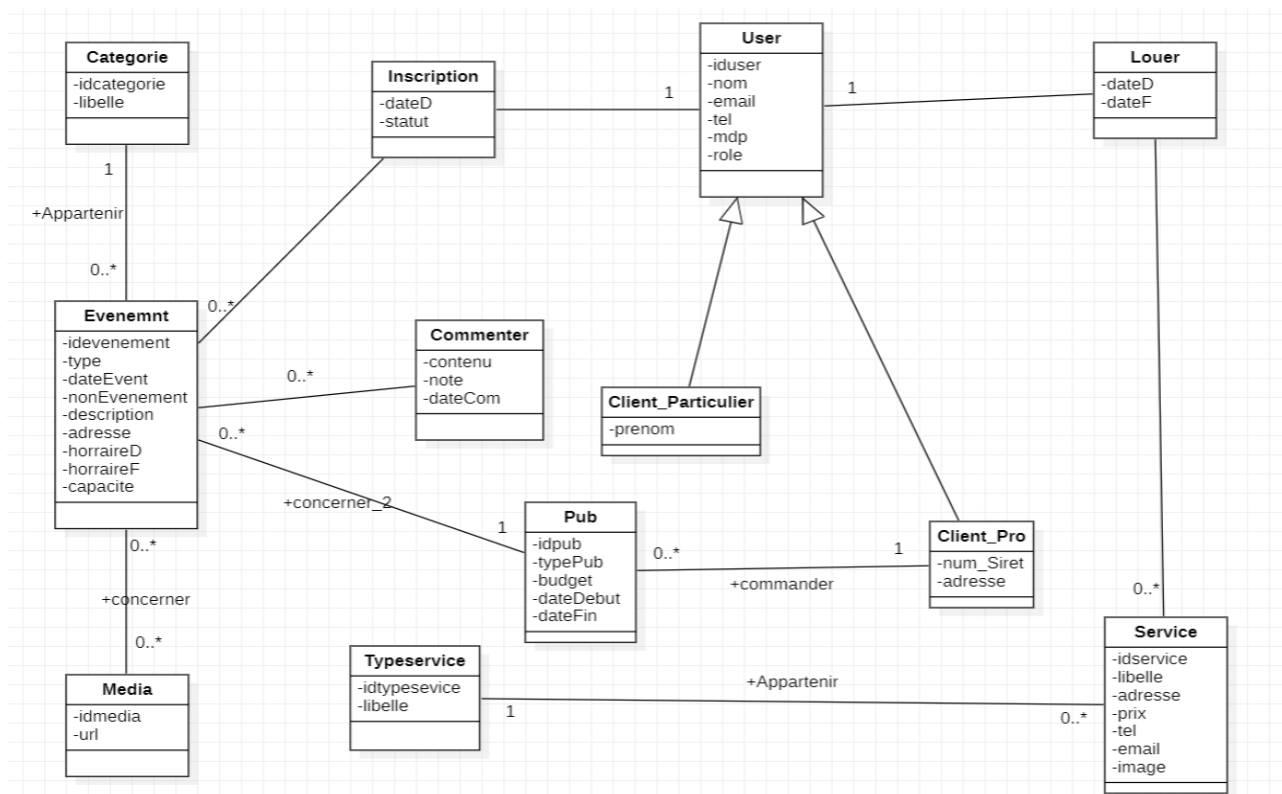 Categorie
-idcategorie
-libelle
1
+Appartenir
0..*
Inscription
-dateD
-statut
1
0..*
User
-iduser
-nom
-email
-tel
-mdp
-role
1
Louer
-dateD
-dateF
0..*
Evenemnt
-idevenement
-type
-dateEvent
-nonEvenement
-description
-adresse
-horraireD
-horraireF
-capacite
Commenter
-contenu
-note
-dateCom
0..*
0..*
+concerner_2
1
Client_Particulier
-prenom
Pub
-idpub
-typePub
-budget
-dateDebut
-dateFin
0..*
1
+commander
Client_Pro
-num_Siret
-adresse
0..*
+concerner
0..*
Media
-idmedia
-url
Typeservice
-idtypesevice
-libelle
1
+Appartenir
0..*
Service
-idservice
-libelle
-adresse
-prix
-tel
-email
-image